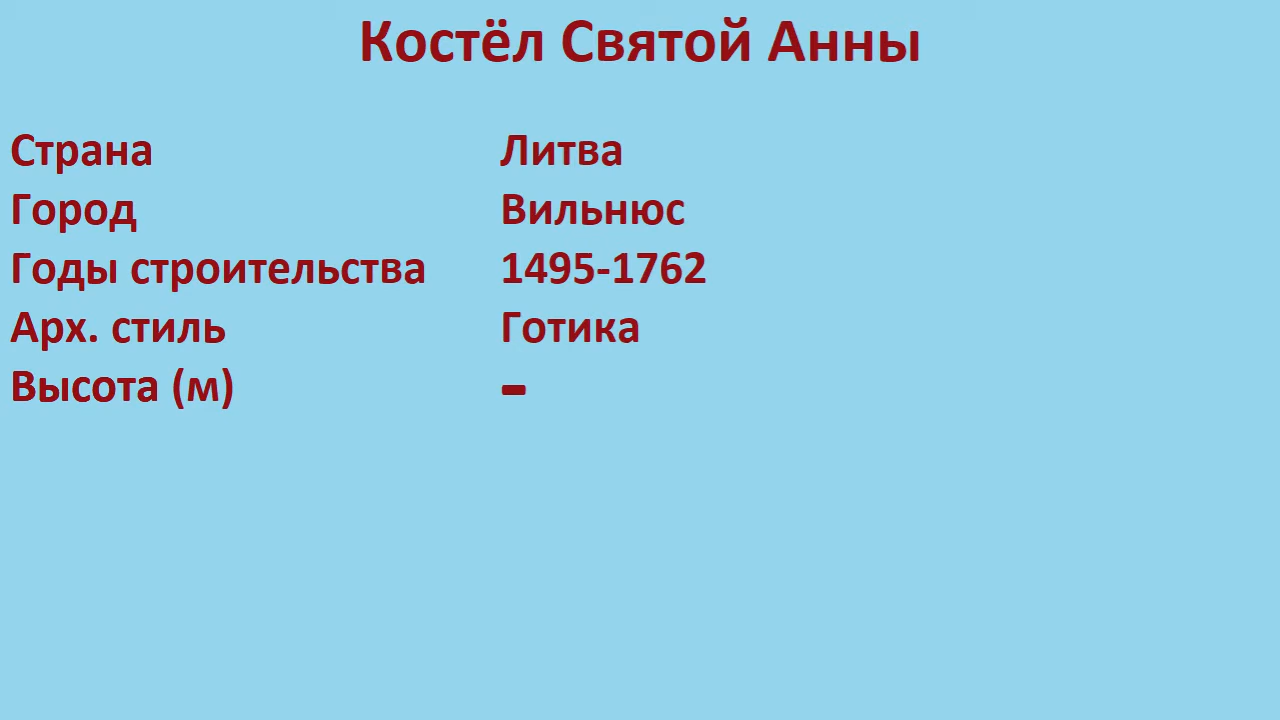 Костёл Святой Анны
Страна Литва
Город Вильнюс
Годы строительства 1495-1762
Арх. стиль Готика
Высота (м) -